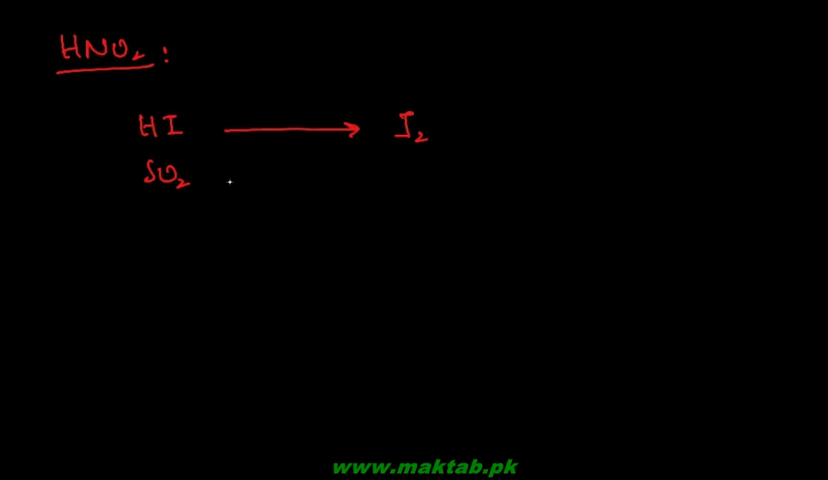 HNO₂ :
HI ⟶ I₂
SO₂
www.maktab.pk